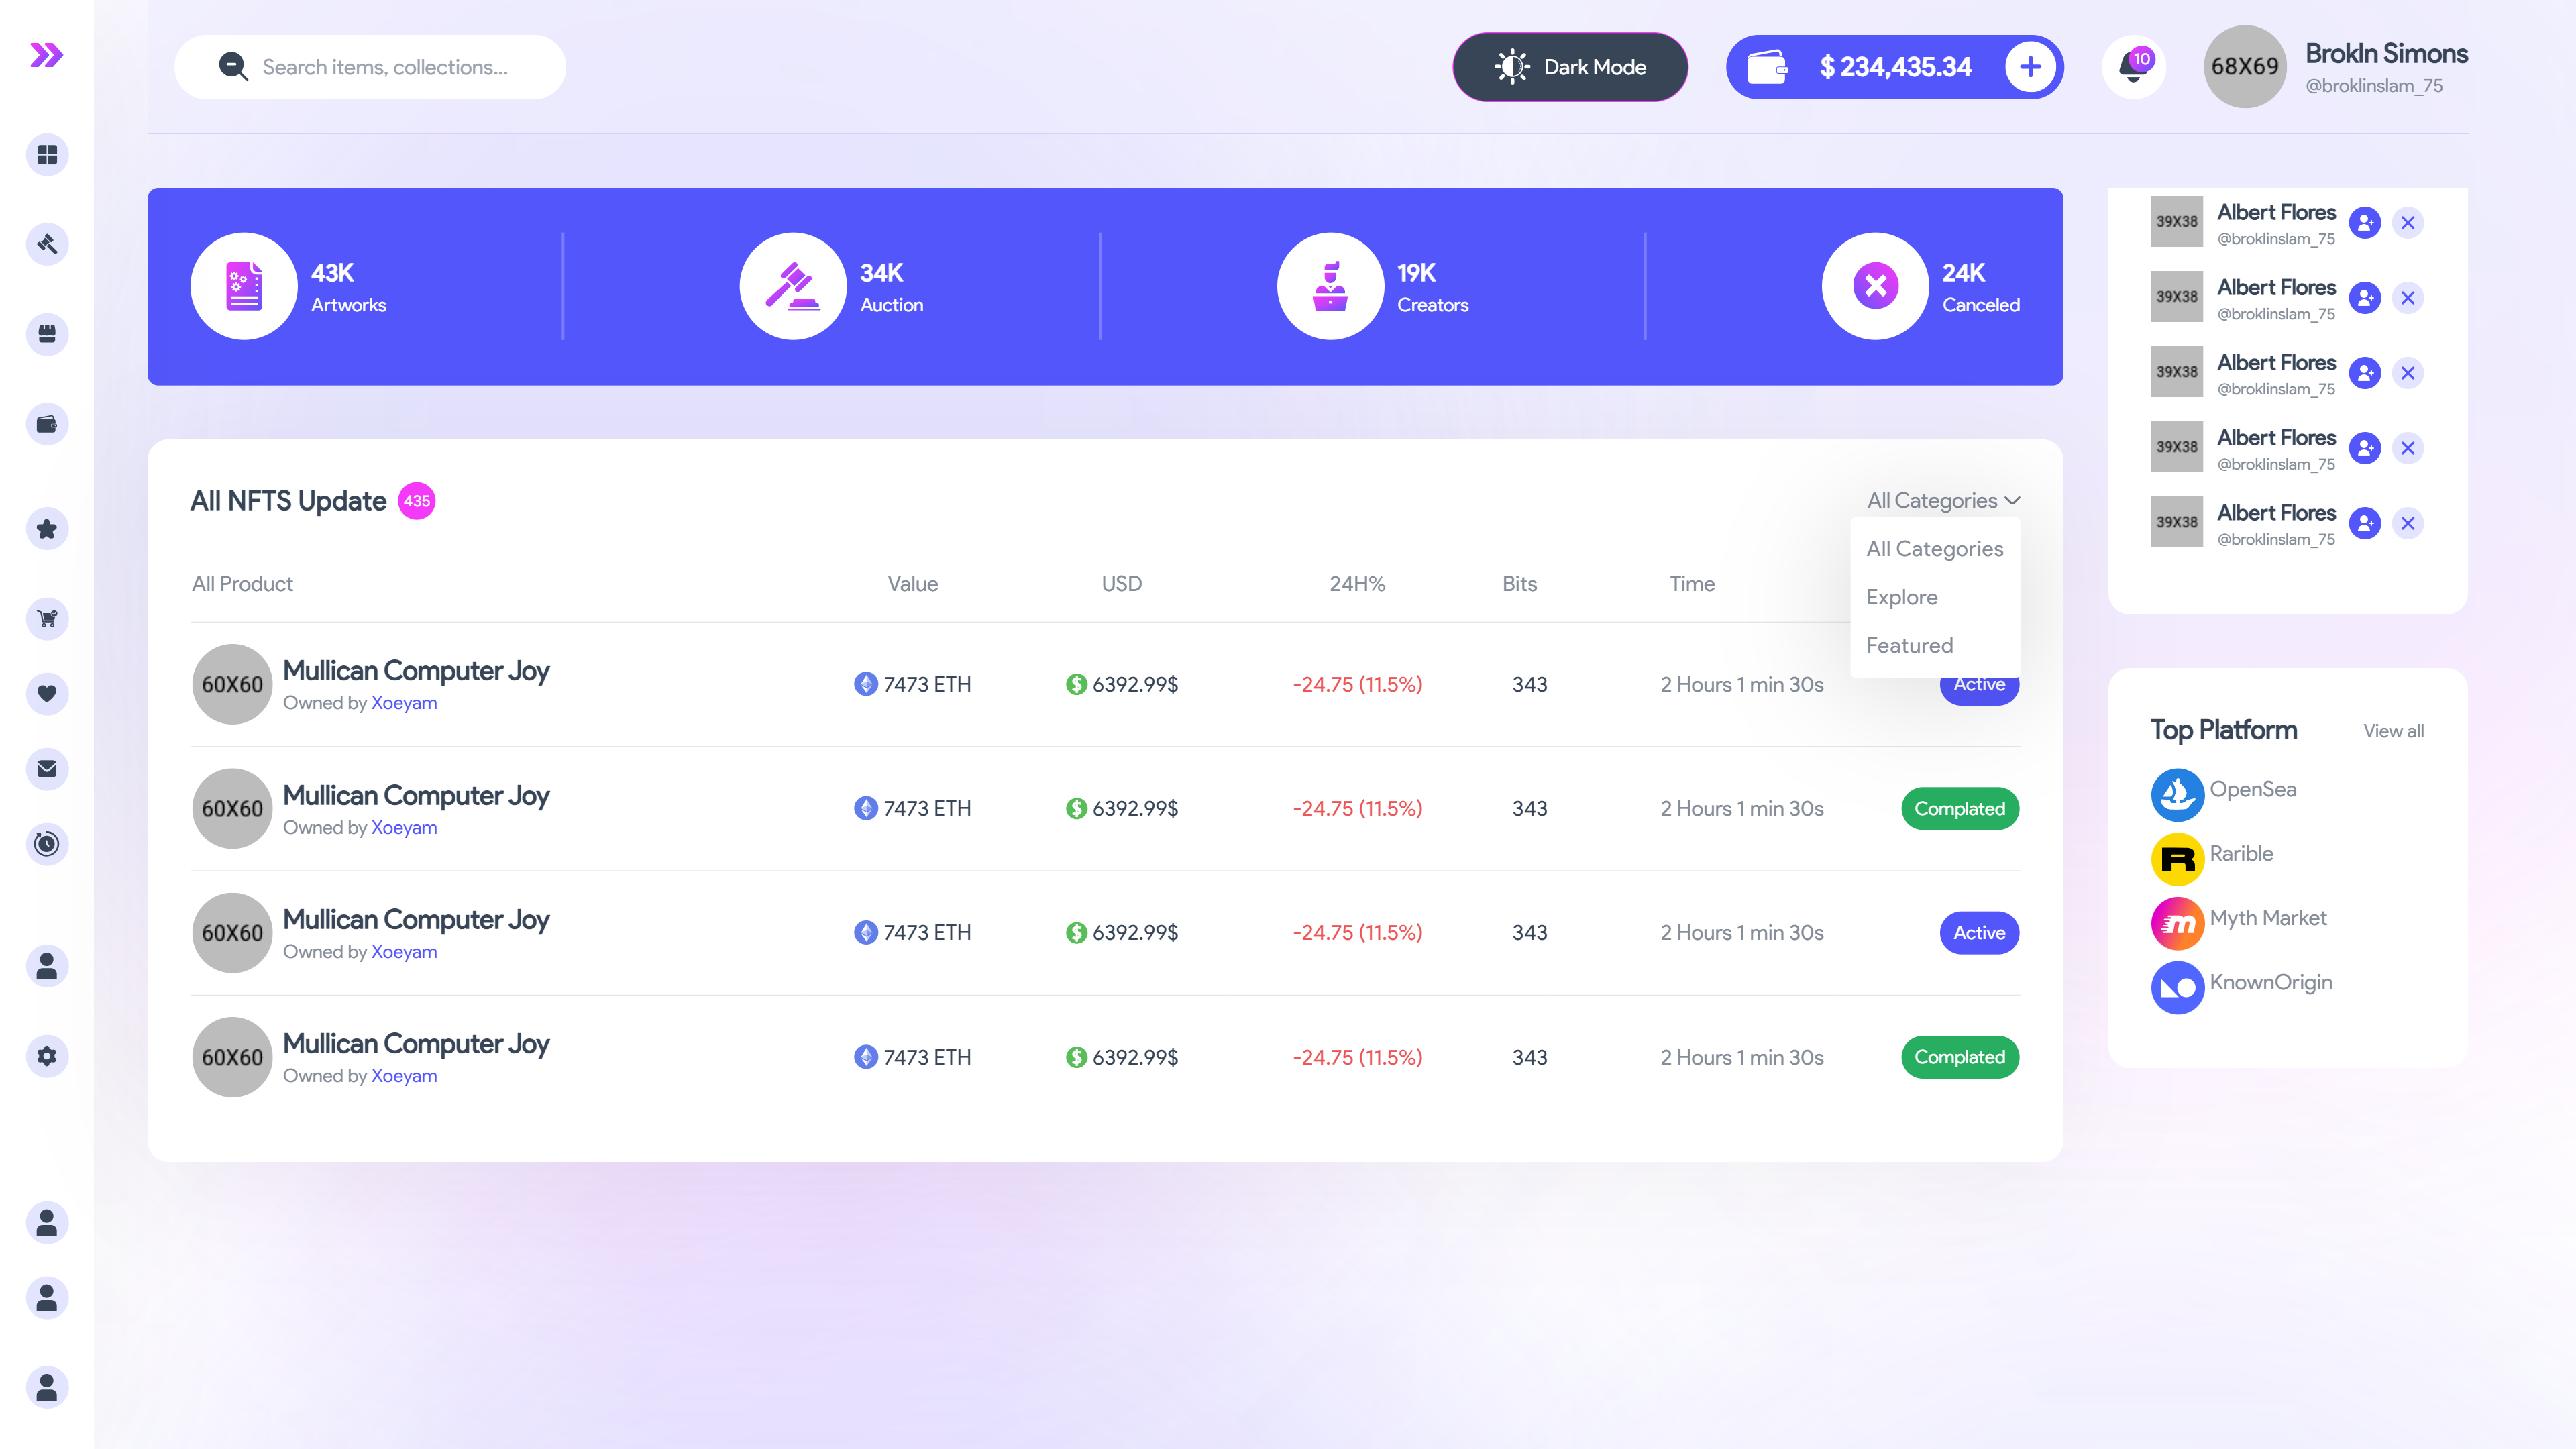 Search items, collections...
Dark Mode
$ 234,435.34
10
68X69
Brokln Simons
@broklinslam_75
43K
Artworks
34K
Auction
19K
Creators
24K
Canceled
39X38
Albert Flores
@broklinslam_75
39X38
Albert Flores
@broklinslam_75
39X38
Albert Flores
@broklinslam_75
39X38
Albert Flores
@broklinslam_75
39X38
Albert Flores
@broklinslam_75
All NFTS Update 435
All Categories
All Categories
Explore
Featured
All Product Value USD 24H% Bits Time
60X60
Mullican Computer Joy
Owned by Xoeyam
7473 ETH 6392.99$ -24.75 (11.5%) 343 2 Hours 1 min 30s Active
60X60
Mullican Computer Joy
Owned by Xoeyam
7473 ETH 6392.99$ -24.75 (11.5%) 343 2 Hours 1 min 30s Complated
60X60
Mullican Computer Joy
Owned by Xoeyam
7473 ETH 6392.99$ -24.75 (11.5%) 343 2 Hours 1 min 30s Active
60X60
Mullican Computer Joy
Owned by Xoeyam
7473 ETH 6392.99$ -24.75 (11.5%) 343 2 Hours 1 min 30s Complated
Top Platform View all
OpenSea
Rarible
Myth Market
KnownOrigin